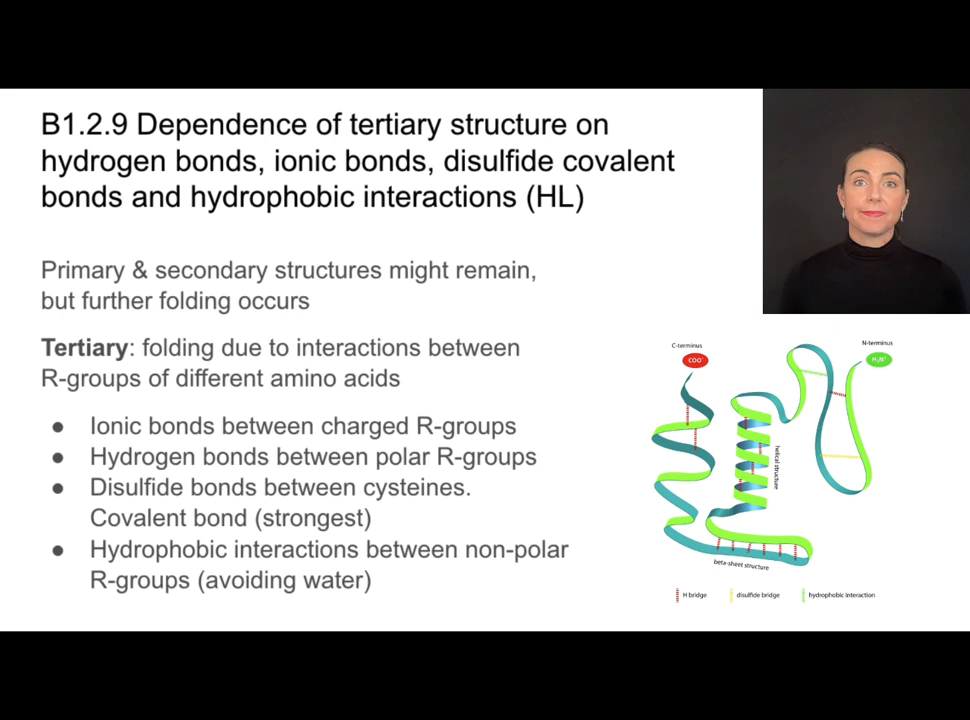 B1.2.9 Dependence of tertiary structure on
hydrogen bonds, ionic bonds, disulfide covalent
bonds and hydrophobic interactions (HL)
Primary & secondary structures might remain,
but further folding occurs
Tertiary: folding due to interactions between
R-groups of different amino acids
● Ionic bonds between charged R-groups
● Hydrogen bonds between polar R-groups
● Disulfide bonds between cysteines.
Covalent bond (strongest)
● Hydrophobic interactions between non-polar
R-groups (avoiding water)
C-terminus
COO⁻
N-terminus
H₃N⁺
helical structure
beta-sheet structure
H bridge
disulfide bridge
hydrophobic interaction